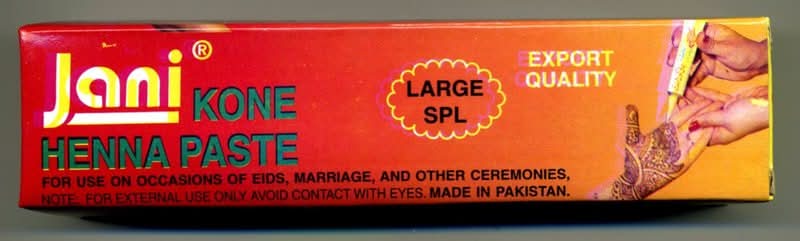 Jani®
KONE
HENNA PASTE
LARGE
SPL
EXPORT
QUALITY
FOR USE ON OCCASIONS OF EIDS, MARRIAGE, AND OTHER CEREMONIES,
NOTE: FOR EXTERNAL USE ONLY. AVOID CONTACT WITH EYES. MADE IN PAKISTAN.